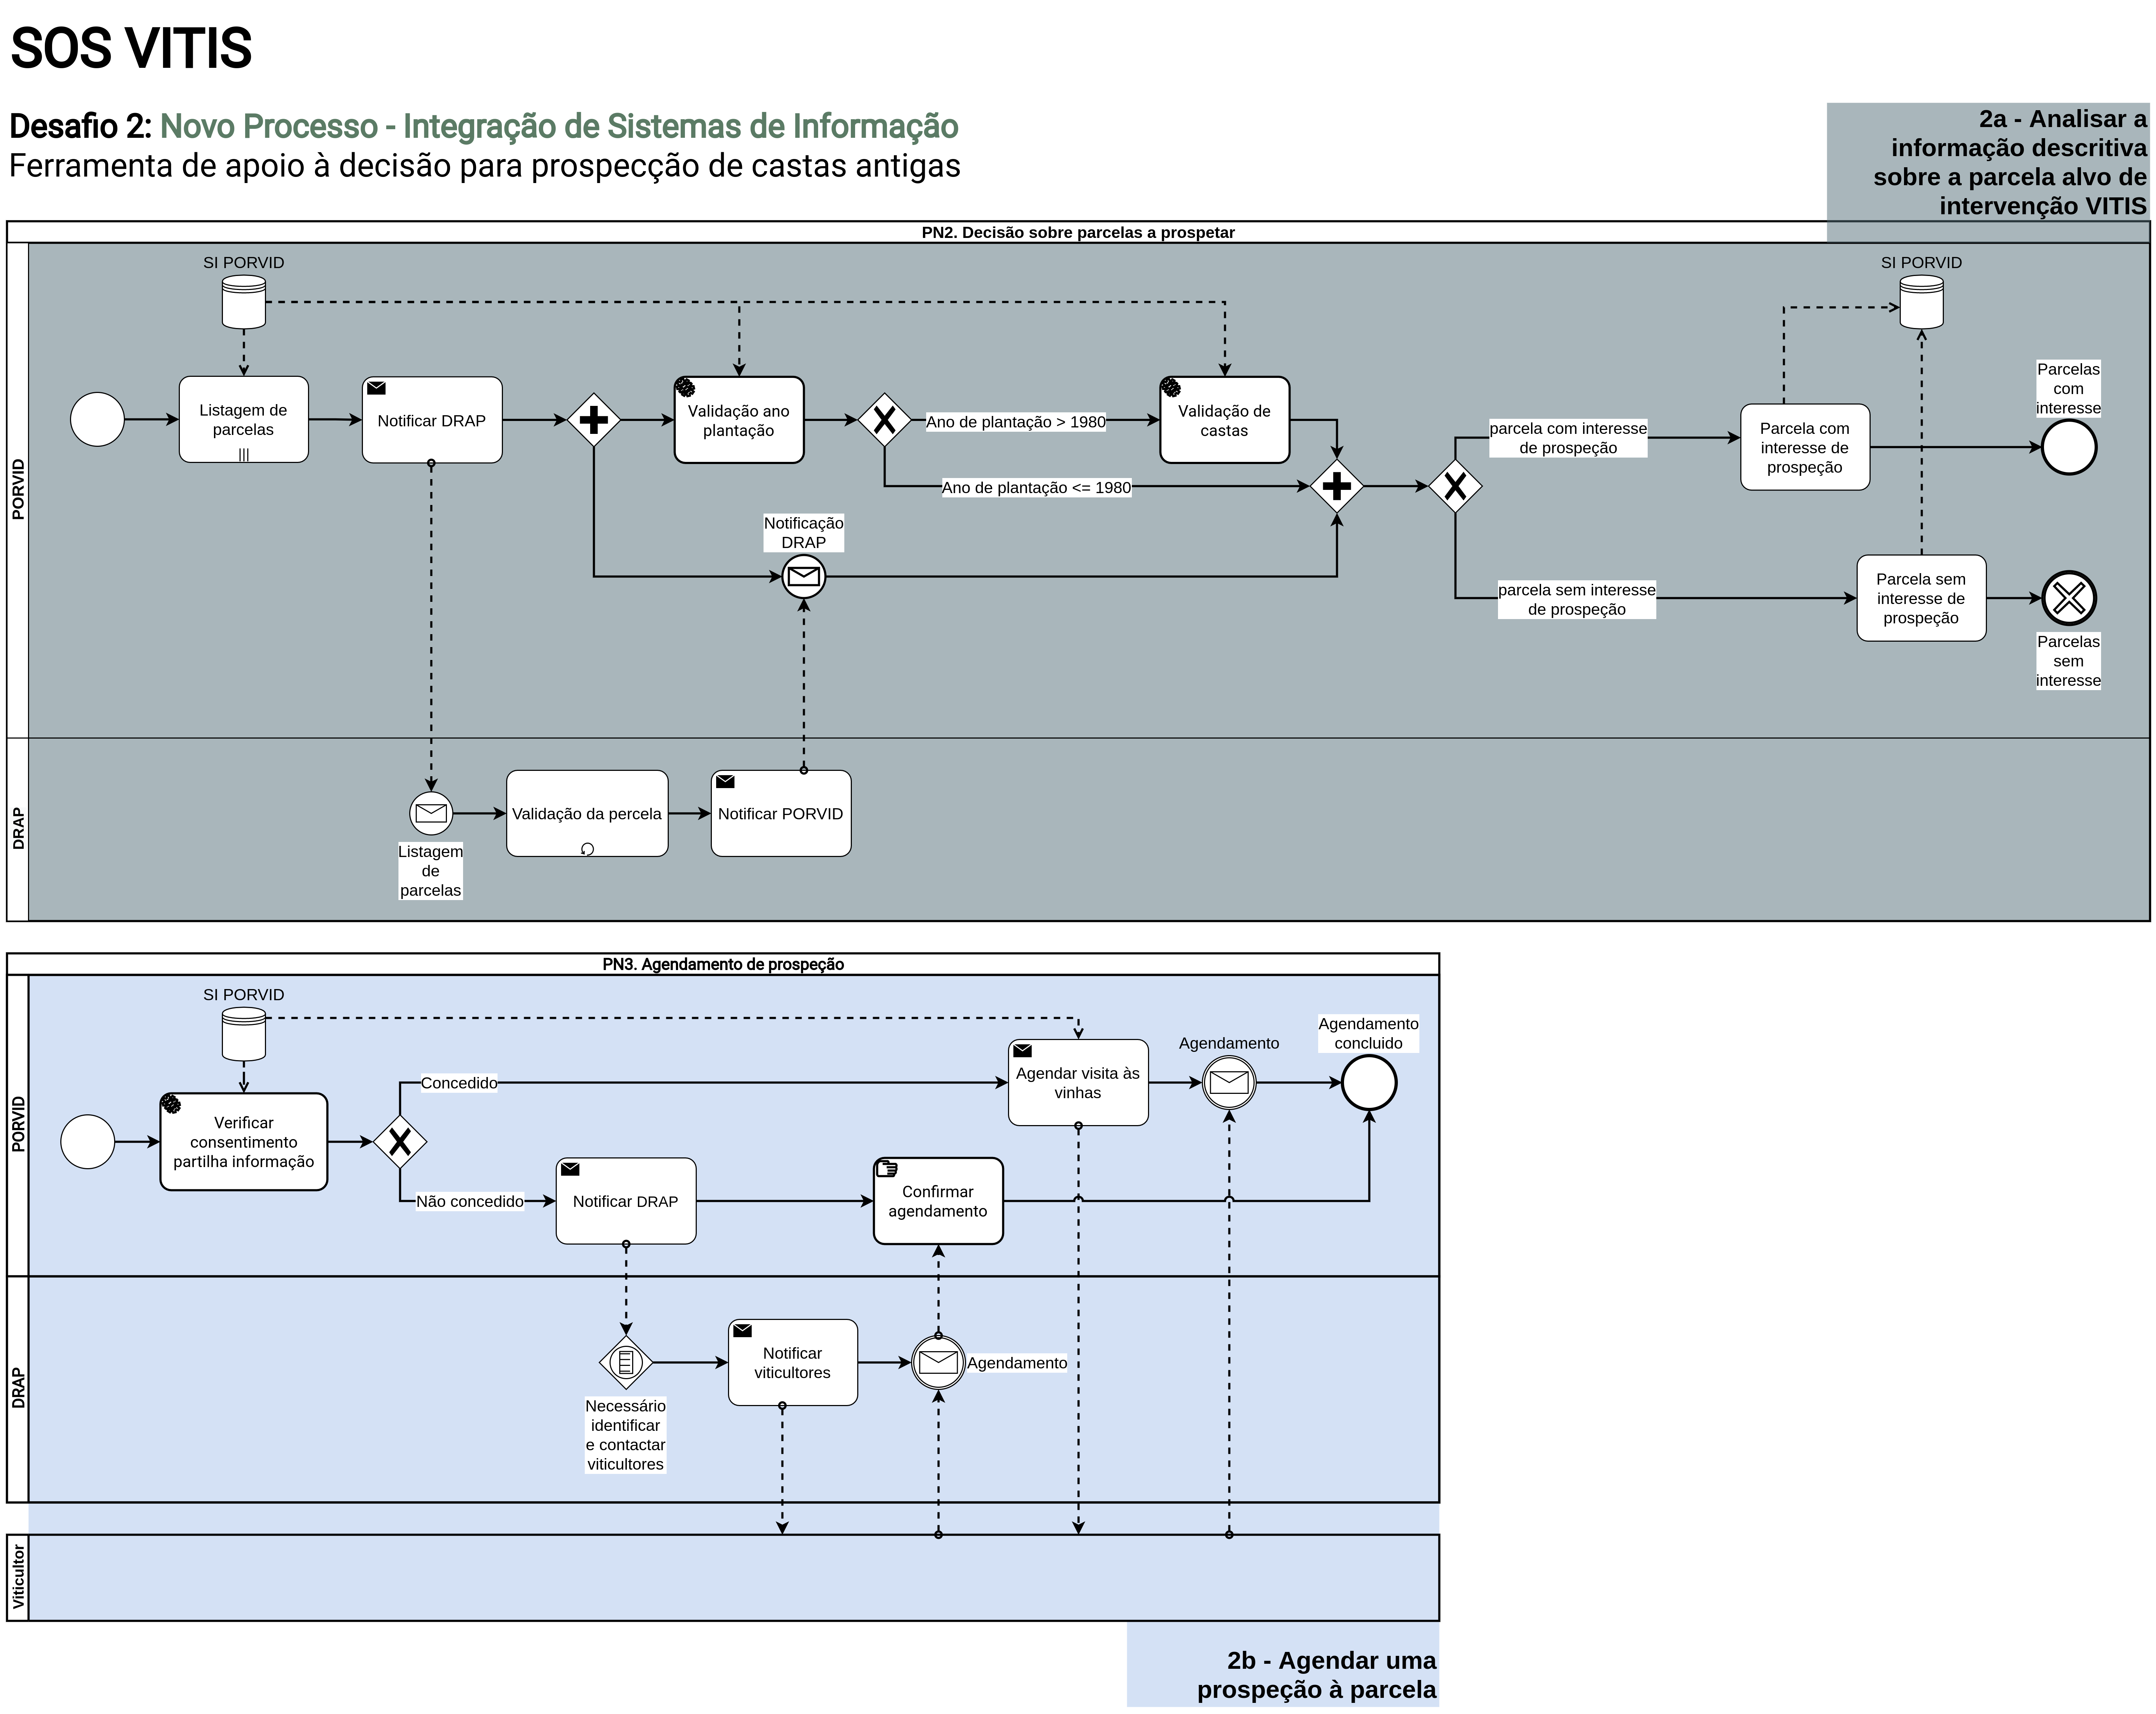 SOS VITIS
Desafio 2: Novo Processo - Integração de Sistemas de Informação
Ferramenta de apoio à decisão para prospecção de castas antigas
2a - Analisar a
informação descritiva
sobre a parcela alvo de
intervenção VITIS
PN2. Decisão sobre parcelas a prospetar
PORVID
SI PORVID
SI PORVID
Listagem de
parcelas
Notificar DRAP
Validação ano
plantação
Ano de plantação > 1980
Ano de plantação <= 1980
Validação de
castas
parcela com interesse
de prospeção
Parcela com
interesse de
prospeção
Parcelas
com
interesse
Notificação
DRAP
parcela sem interesse
de prospeção
Parcela sem
interesse de
prospeção
Parcelas
sem
interesse
DRAP
Listagem
de
parcelas
Validação da parcela
Notificar PORVID
PN3. Agendamento de prospeção
PORVID
SI PORVID
Verificar
consentimento
partilha informação
Concedido
Não concedido
Agendar visita às
vinhas
Agendamento
Agendamento
concluido
Notificar DRAP
Confirmar
agendamento
DRAP
Necessário
identificar
e contactar
viticultores
Notificar
viticultores
Agendamento
Viticultor
2b - Agendar uma
prospeção à parcela